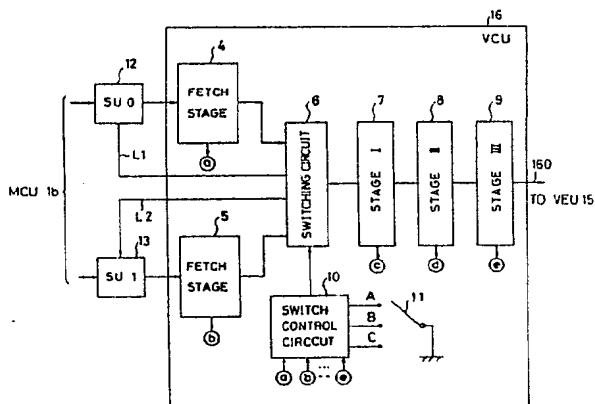 16
VCU
12
4
6
7
8
9
SU 0
FETCH
STAGE
SWITCHING CIRCUIT
STAGE I
STAGE II
STAGE III
160
L1
a
MCU 1b
TO VEU 15
L2
13
5
SU 1
FETCH
STAGE
c
d
e
10
A
11
B
C
SWITCH
CONTROL
CIRCCUT
b
a
b
...
e